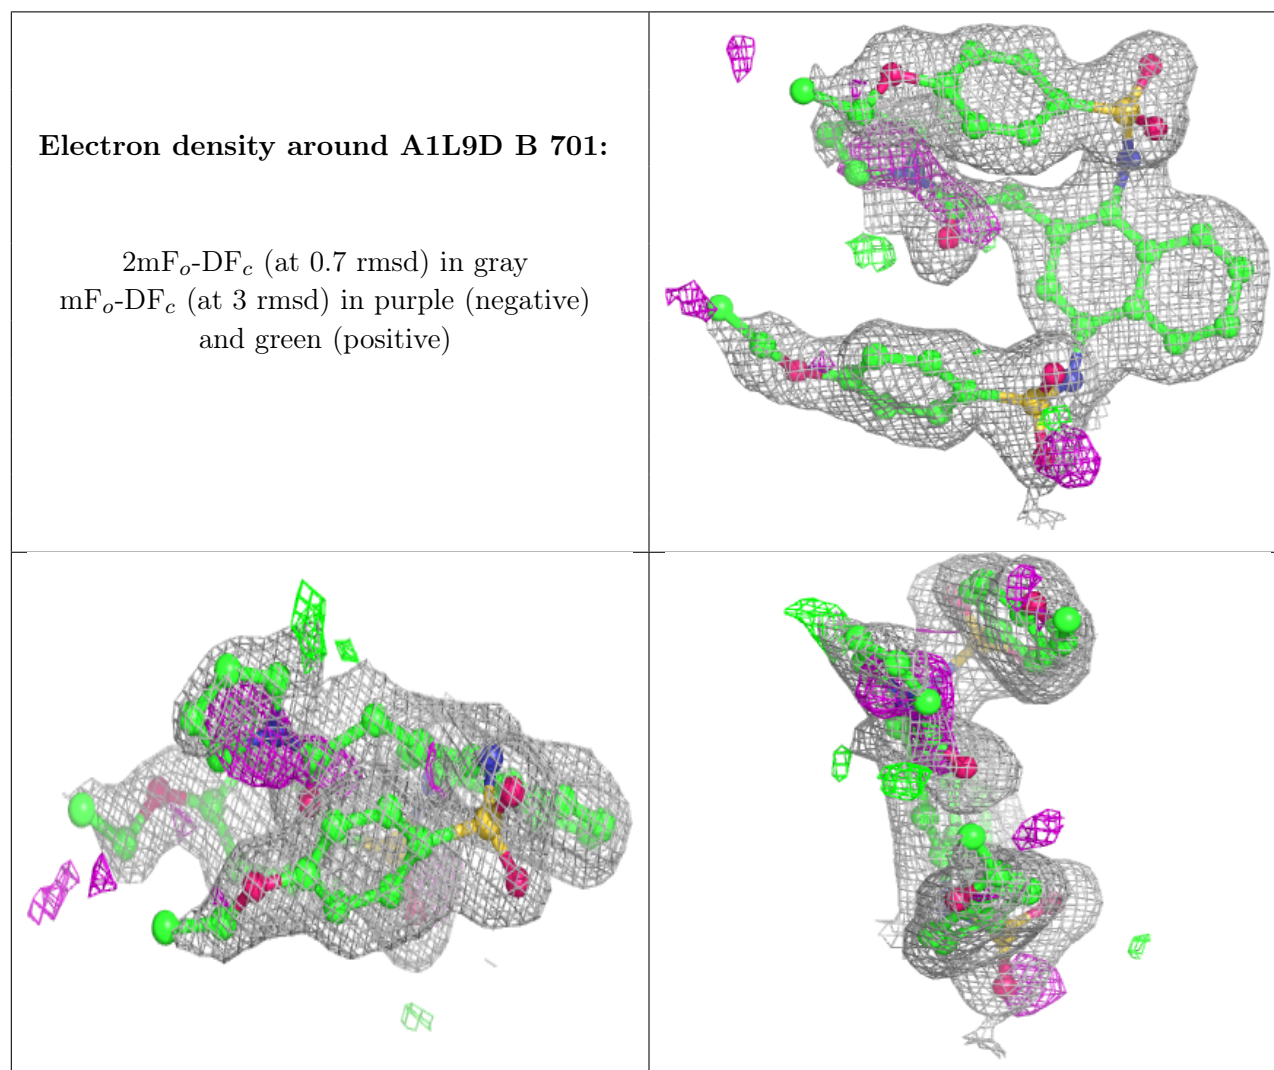 Electron density around A1L9D B 701:
2mFo-DFc (at 0.7 rmsd) in gray
mFo-DFc (at 3 rmsd) in purple (negative)
and green (positive)